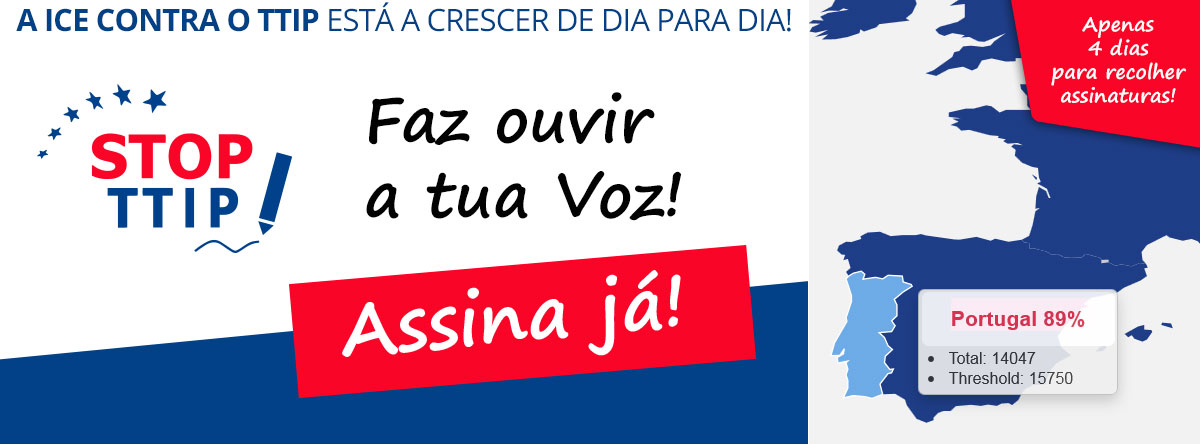 A ICE CONTRA O TTIP ESTÁ A CRESCER DE DIA PARA DIA!
STOP
TTIP
Faz ouvir
a tua Voz!
Assina já!
Apenas
4 dias
para recolher
assinaturas!
Portugal 89%
• Total: 14047
• Threshold: 15750